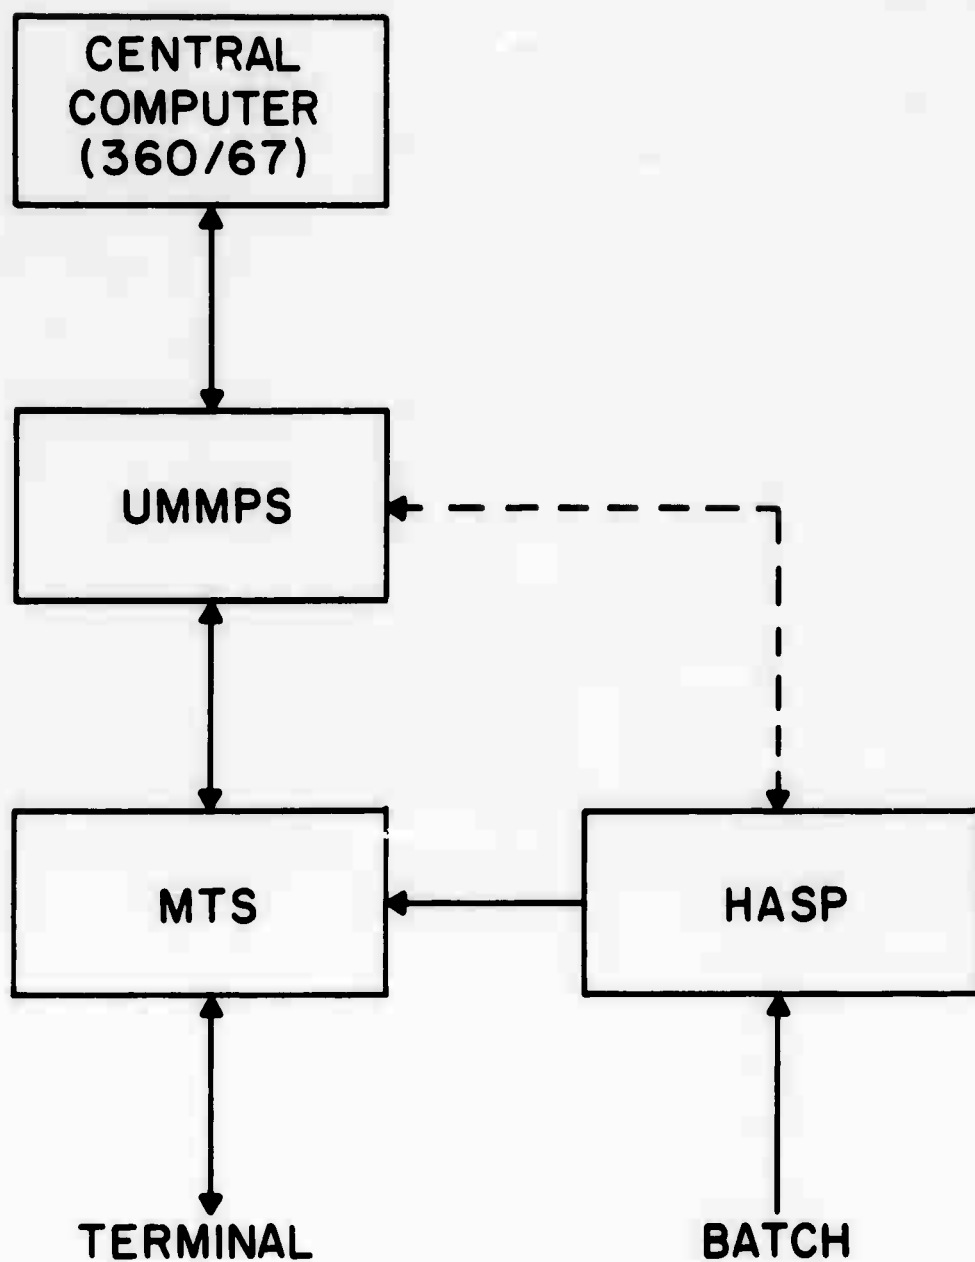 CENTRAL
COMPUTER
(360/67)
UMMPS
MTS
HASP
TERMINAL
BATCH